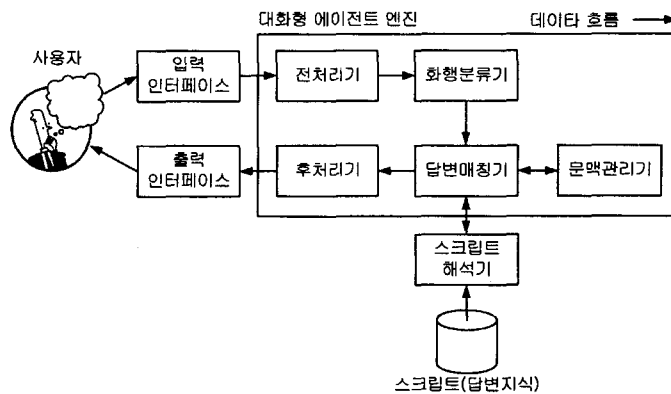 대화형 에이전트 엔진
데이타 흐름
사용자
입력
인터페이스
전처리기
화행분류기
출력
인터페이스
후처리기
답변매칭기
문맥관리기
스크립트
해석기
스크립트(답변지식)